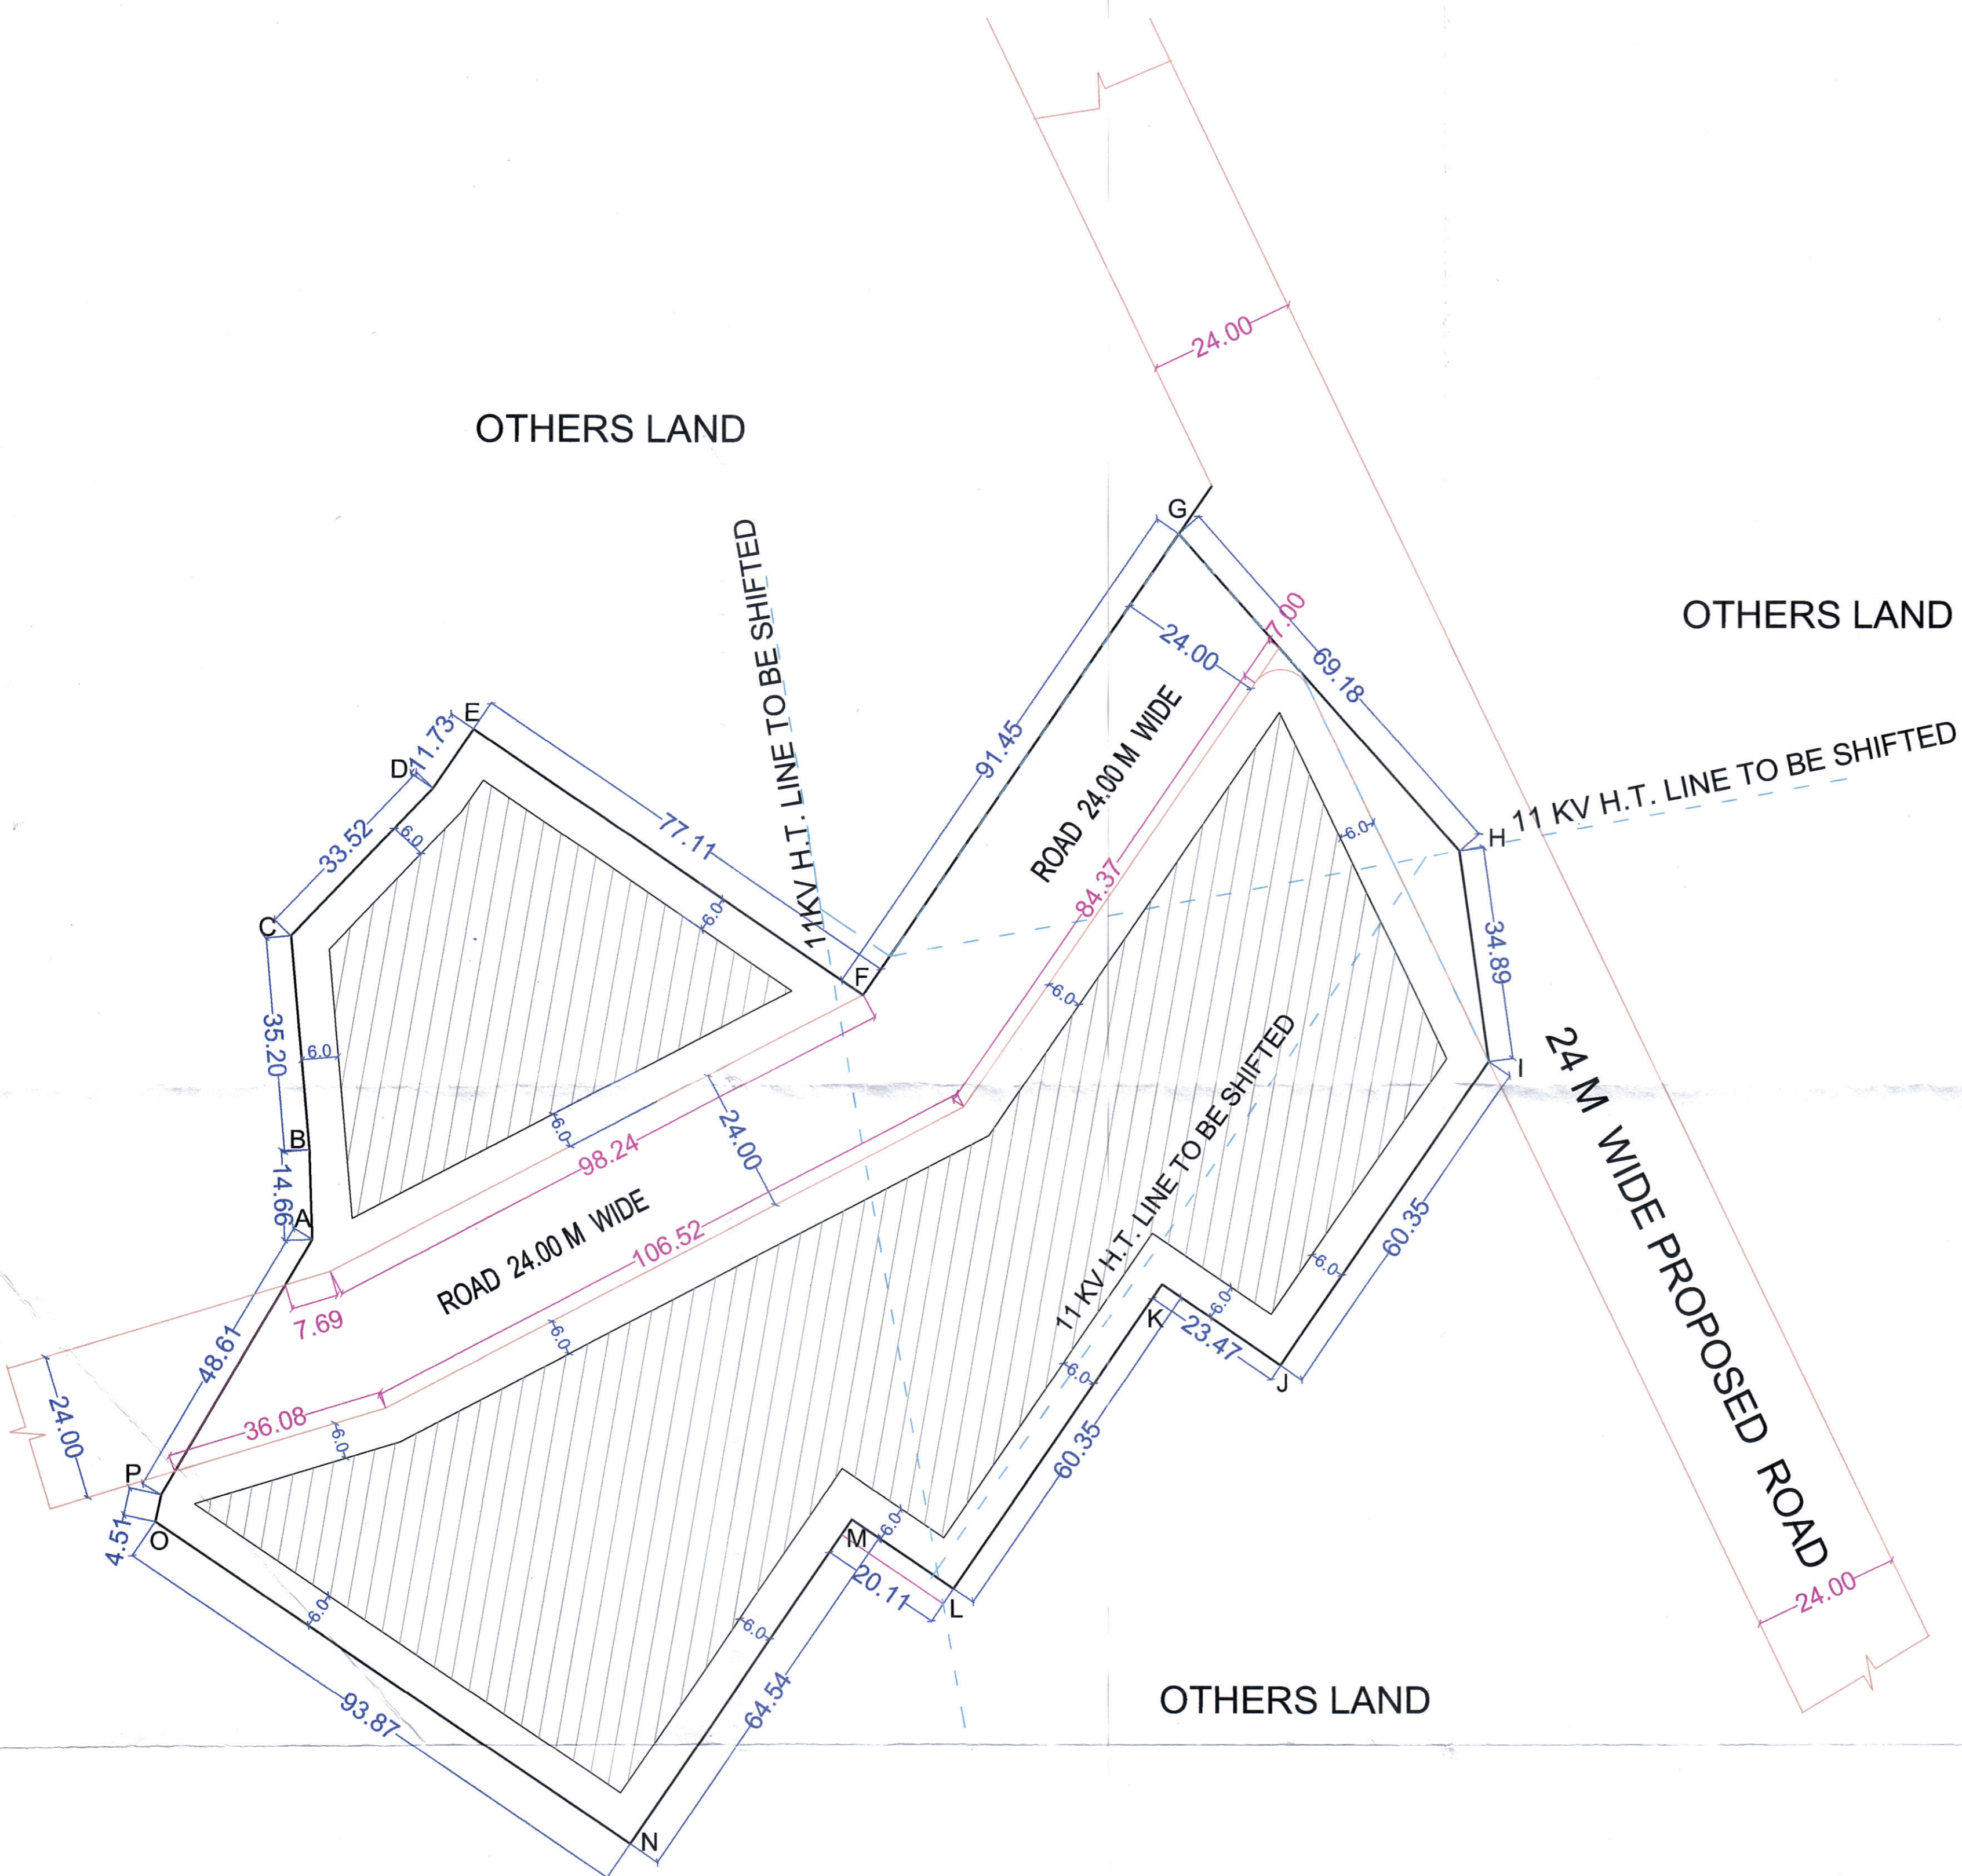 24.00
OTHERS LAND
G
7.00
OTHERS LAND
24.00
69.18
11 KV H.T. LINE TO BE SHIFTED
E
11.73
D
91.45
ROAD 24.00 M WIDE
11 KV H.T. LINE TO BE SHIFTED
33.52
6.0
77.11
6.0
H
84.37
C
6.0
F
34.89
6.0
35.20
6.0
I
B
6.0
98.24
24.00
14.66
A
24 M WIDE PROPOSED ROAD
11 KV H.T. LINE TO BE SHIFTED
60.35
ROAD 24.00 M WIDE
106.52
6.0
6.0
7.69
6.0
K
23.47
48.61
J
6.0
24.00
36.08
6.0
60.35
P
4.51
O
M
6.0
20.11
L
24.00
6.0
6.0
64.54
93.87
OTHERS LAND
N